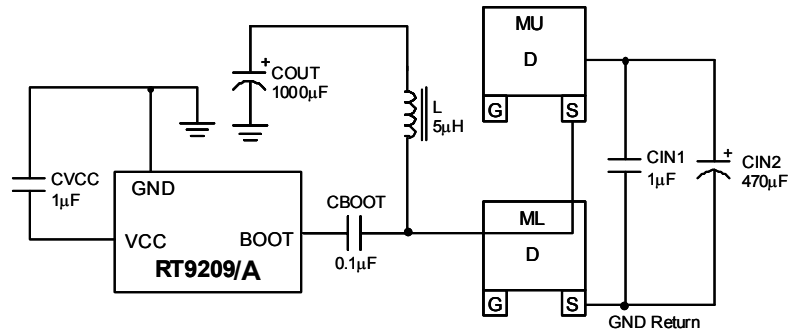 MU
D
G
S
COUT
1000µF
+
L
5µH
CVCC
1µF
GND
VCC
BOOT
RT9209/A
CBOOT
0.1µF
ML
D
G
S
CIN1
1µF
+
CIN2
470µF
GND Return